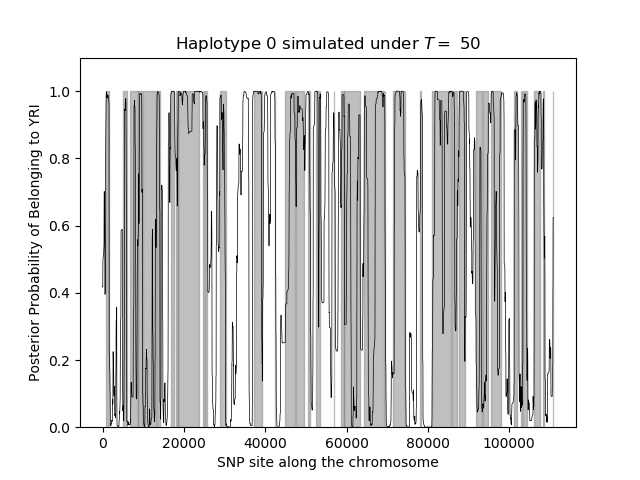 Haplotype 0 simulated under T = 50
Posterior Probability of Belonging to YRI
1.0
0.8
0.6
0.4
0.2
0.0
0 20000 40000 60000 80000 100000
SNP site along the chromosome